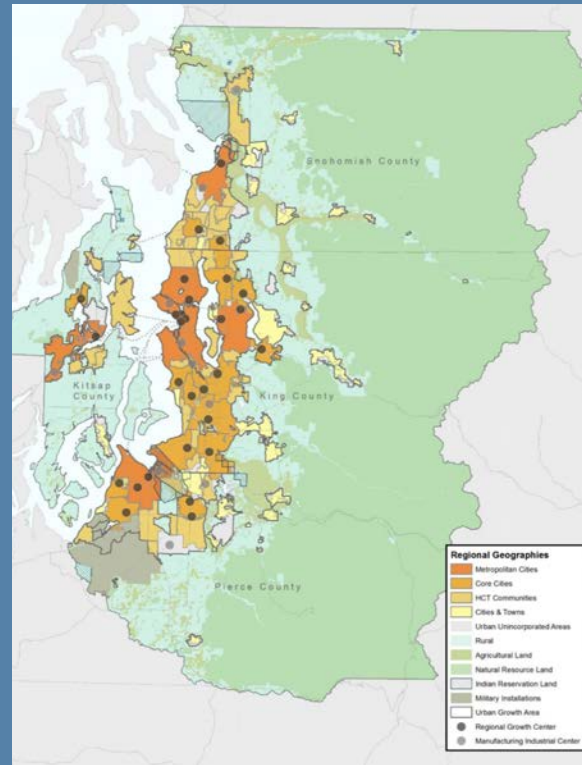 Snohomish County
Kitsap
County
King County
Pierce County
Regional Geographies
Metropolitan Cities
Core Cities
HCT Communities
Cities & Towns
Urban Unincorporated Areas
Rural
Agricultural Land
Natural Resource Land
Indian Reservation Land
Military Installations
Urban Growth Area
Regional Growth Center
Manufacturing Industrial Center